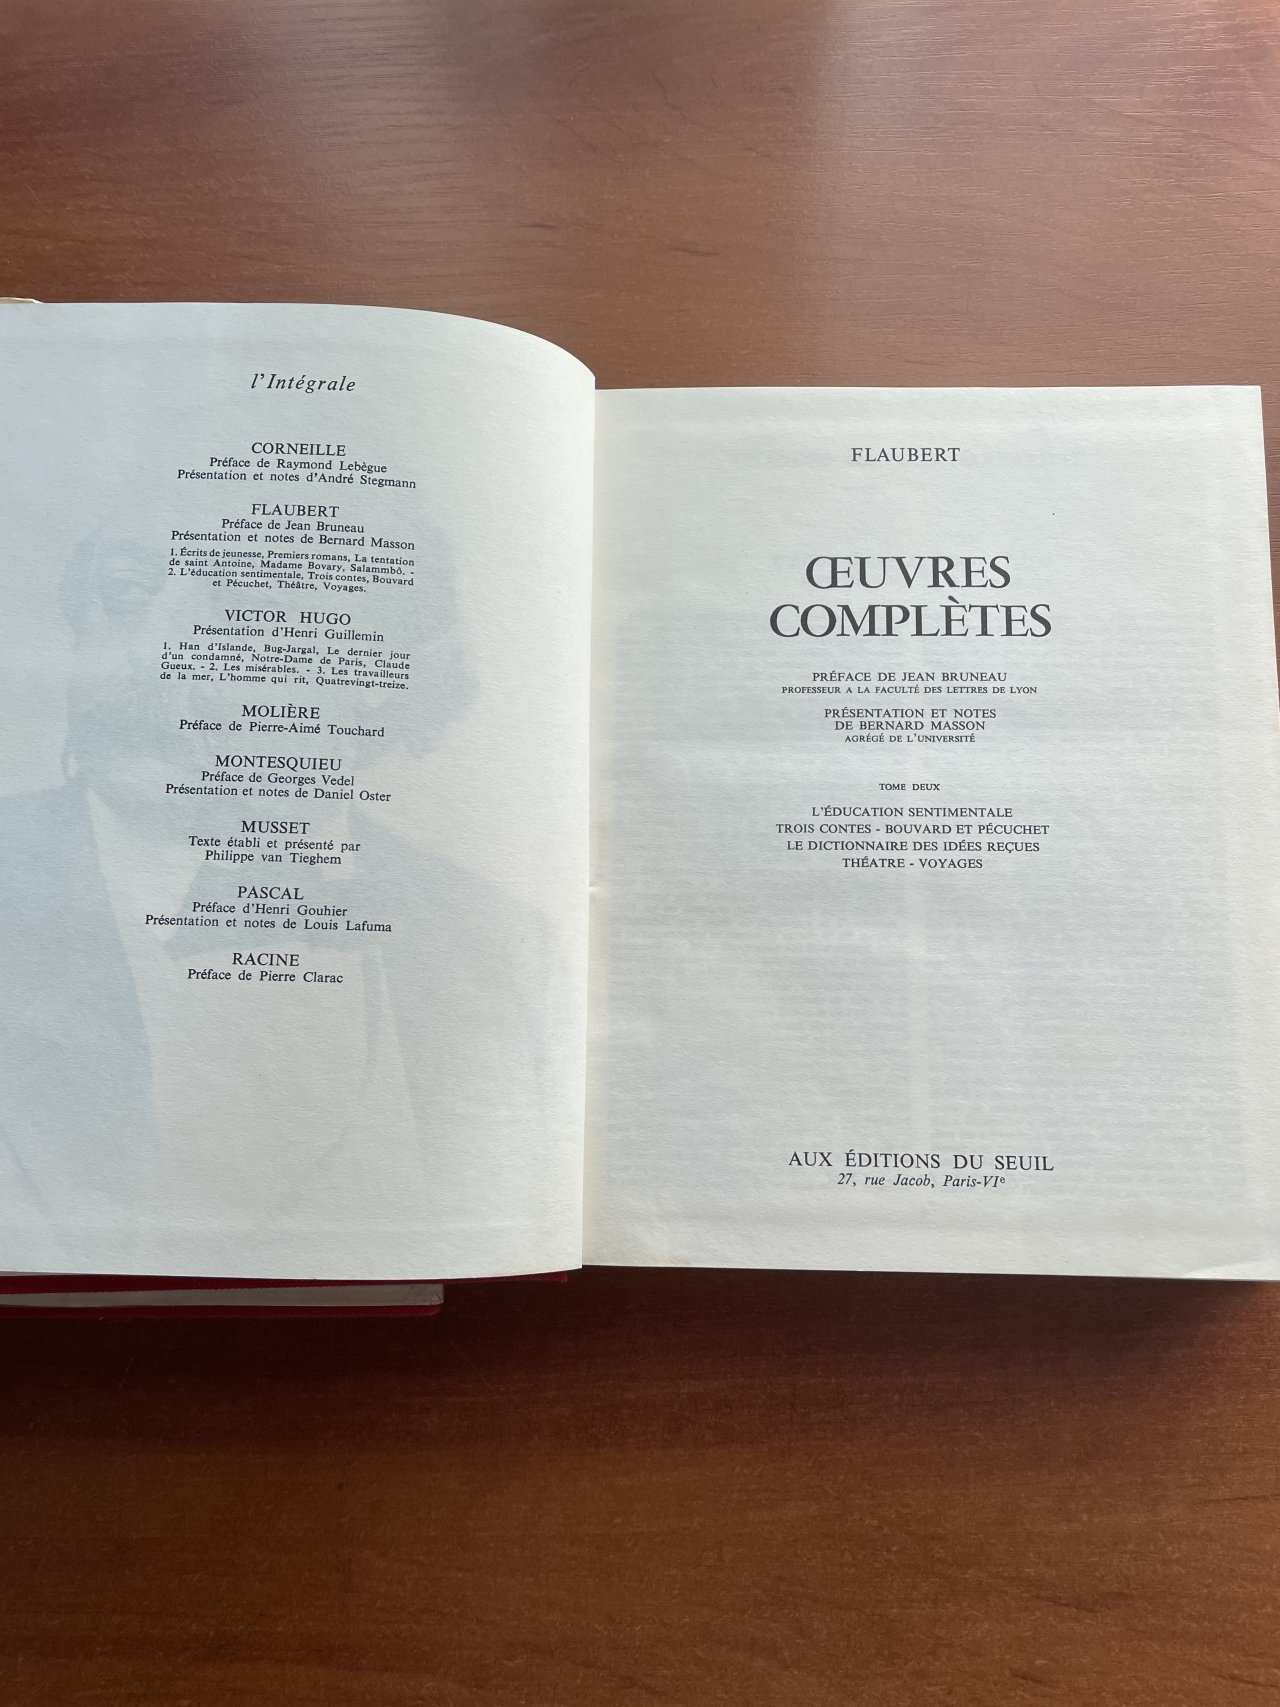 l'Intégrale
CORNEILLE
Préface de Raymond Lebègue
Présentation et notes d'André Stegmann
FLAUBERT
Préface de Jean Bruneau
Présentation et notes de Bernard Masson
1. Écrits de jeunesse, Premiers romans, La tentation
de saint Antoine, Madame Bovary, Salammbô. -
2. L'éducation sentimentale, Trois contes, Bouvard
et Pécuchet, Théâtre, Voyages.
VICTOR HUGO
Présentation d'Henri Guillemin
1. Han d'Islande, Bug-Jargal, Le dernier jour
d'un condamné, Notre-Dame de Paris, Claude
Gueux. - 2. Les misérables. - 3. Les travailleurs
de la mer, L'homme qui rit, Quatrevingt-treize.
MOLIÈRE
Préface de Pierre-Aimé Touchard
MONTESQUIEU
Préface de Georges Vedel
Présentation et notes de Daniel Oster
MUSSET
Texte établi et présenté par
Philippe van Tieghem
PASCAL
Préface d'Henri Gouhier
Présentation et notes de Louis Lafuma
RACINE
Préface de Pierre Clarac
FLAUBERT
ŒUVRES
COMPLÈTES
PRÉFACE DE JEAN BRUNEAU
PROFESSEUR A LA FACULTÉ DES LETTRES DE LYON
PRÉSENTATION ET NOTES
DE BERNARD MASSON
AGRÉGÉ DE L'UNIVERSITÉ
TOME DEUX
L'ÉDUCATION SENTIMENTALE
TROIS CONTES - BOUVARD ET PÉCUCHET
LE DICTIONNAIRE DES IDÉES REÇUES
THÉATRE - VOYAGES
AUX ÉDITIONS DU SEUIL
27, rue Jacob, Paris-VIe